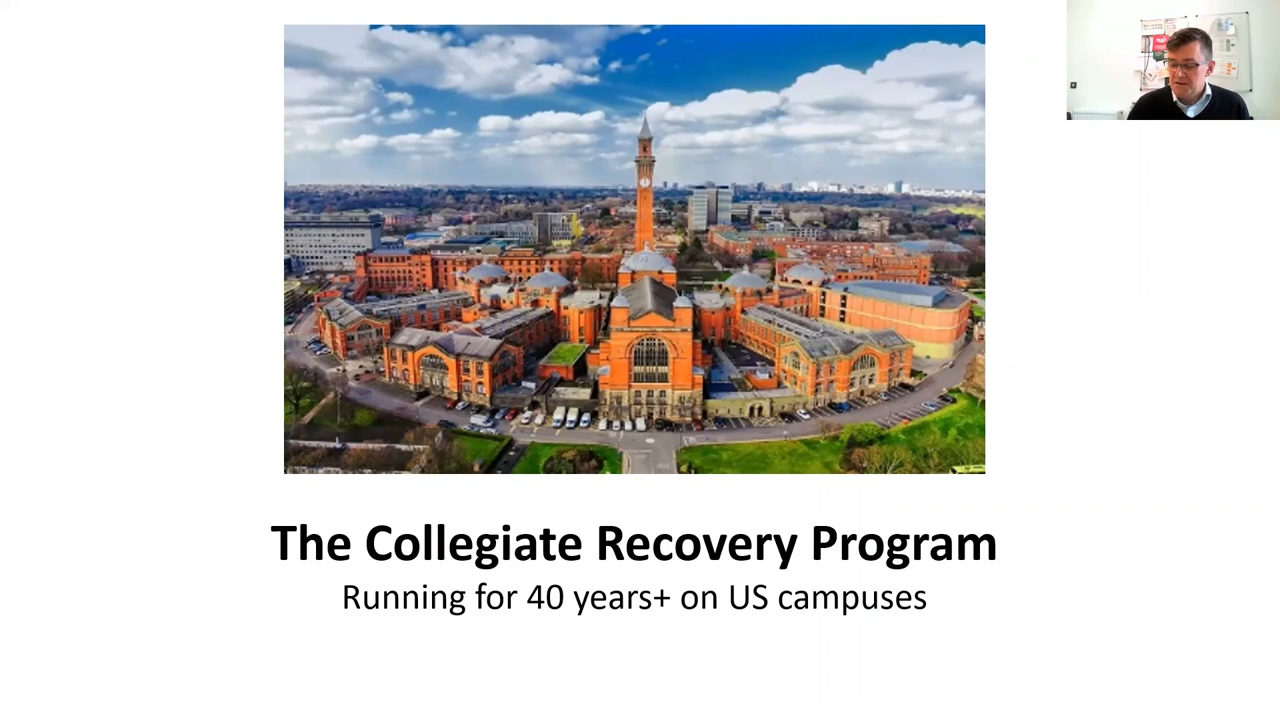 The Collegiate Recovery Program
Running for 40 years+ on US campuses